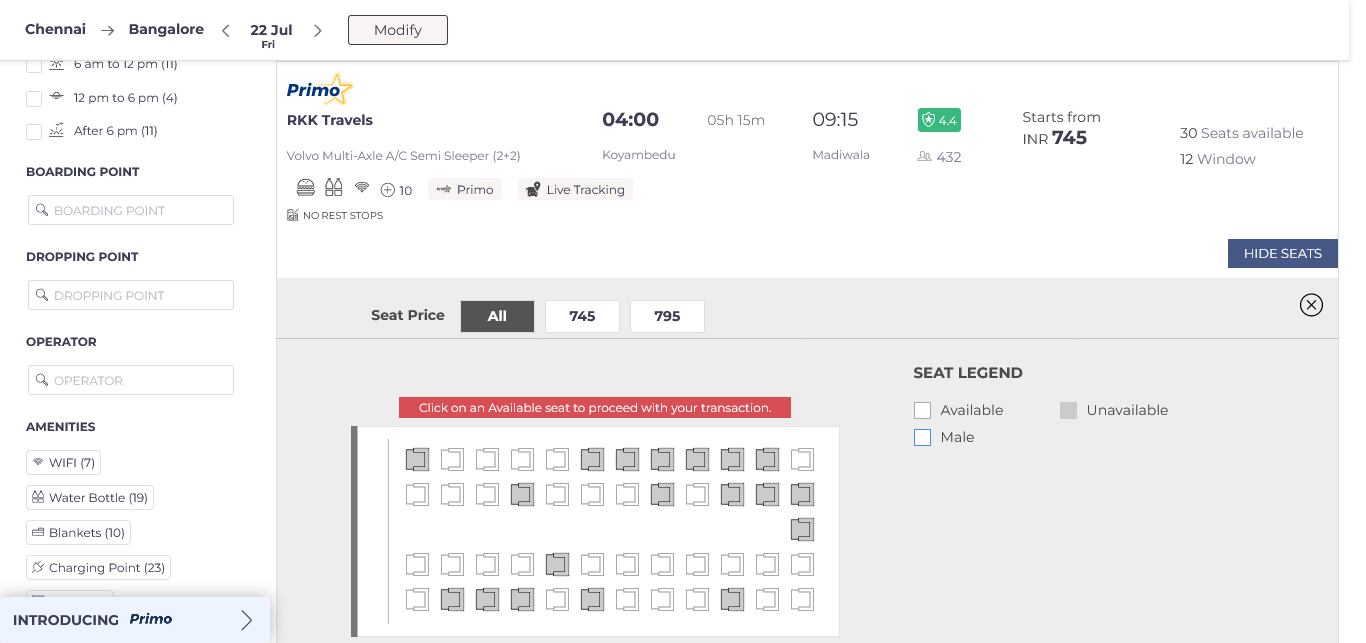 Chennai → Bangalore < 22 Jul > Modify
Fri
6 am to 12 pm (11)
12 pm to 6 pm (4)
After 6 pm (11)
BOARDING POINT
BOARDING POINT
DROPPING POINT
DROPPING POINT
OPERATOR
OPERATOR
AMENITIES
WIFI (7)
Water Bottle (19)
Blankets (10)
Charging Point (23)
INTRODUCING Primo
Primo
RKK Travels 04:00 05h 15m 09:15 4.4 Starts from
INR 745
30 Seats available
Volvo Multi-Axle A/C Semi Sleeper (2+2) Koyambedu Madiwala 432 12 Window
10 Primo Live Tracking
NO REST STOPS
HIDE SEATS
Seat Price All 745 795
SEAT LEGEND
Available Unavailable
Male
Click on an Available seat to proceed with your transaction.